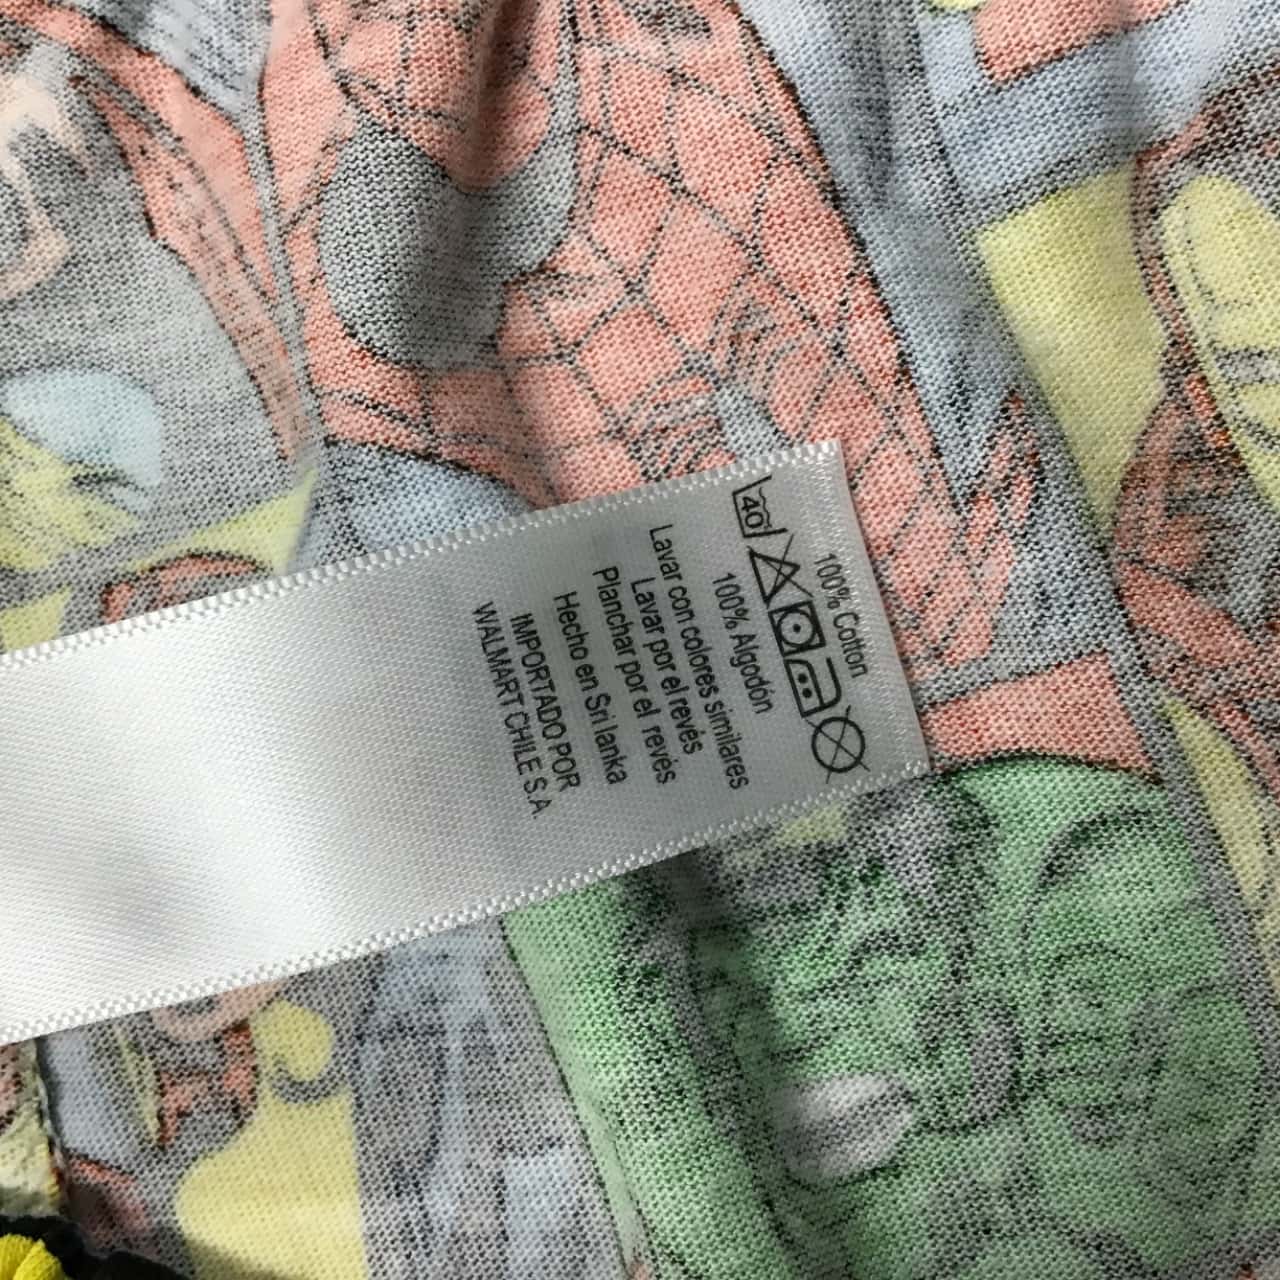 100% Cotton
40
100% Algodón
Lavar con colores similares
Lavar por el revés
Planchar por el revés
Hecho en Sri lanka
IMPORTADO POR
WALMART CHILE S.A